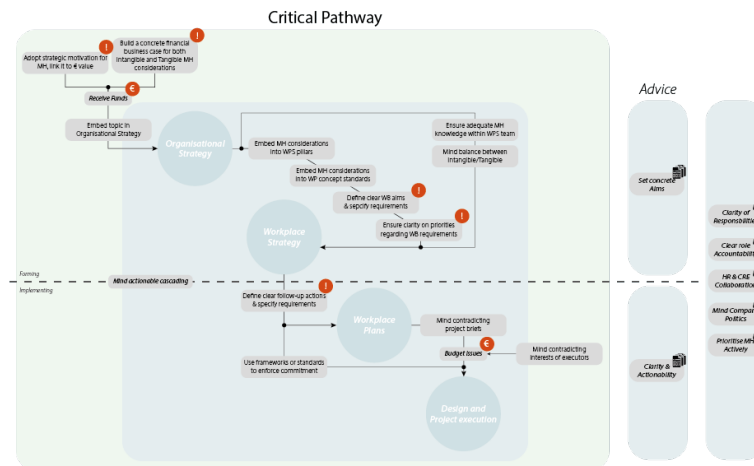 Critical Pathway
Adopt strategic motivation for
MH, link it to € value
!
Build a concrete financial
business case for both
Intangible and Tangible MH
considerations
!
Receive Funds
€
Embed topic in
Organisational Strategy
Organisational
Strategy
Embed MH considerations
into WPS pillars
Ensure adequate MH
knowledge within WPS team
Mind balance between
Intangible/Tangible
Embed MH considerations
into WP concept standards
Define clear WB aims
& sepcify requirements
!
Ensure clarity on priorities
regarding WB requirements
!
Workplace
Strategy
Forming
Implementing
Mind actionable cascading
Define clear follow-up actions
& specify requirements
!
Workplace
Plans
Mind contradicting
project briefs
Budget issues
€
Mind contradicting
interests of executors
Use frameworks or standards
to enforce commitment
Design and
Project execution
Advice
Set concrete
Aims
Clarity &
Actionability
Clarity of
Clear role
HR & CRE
Politics
Actively